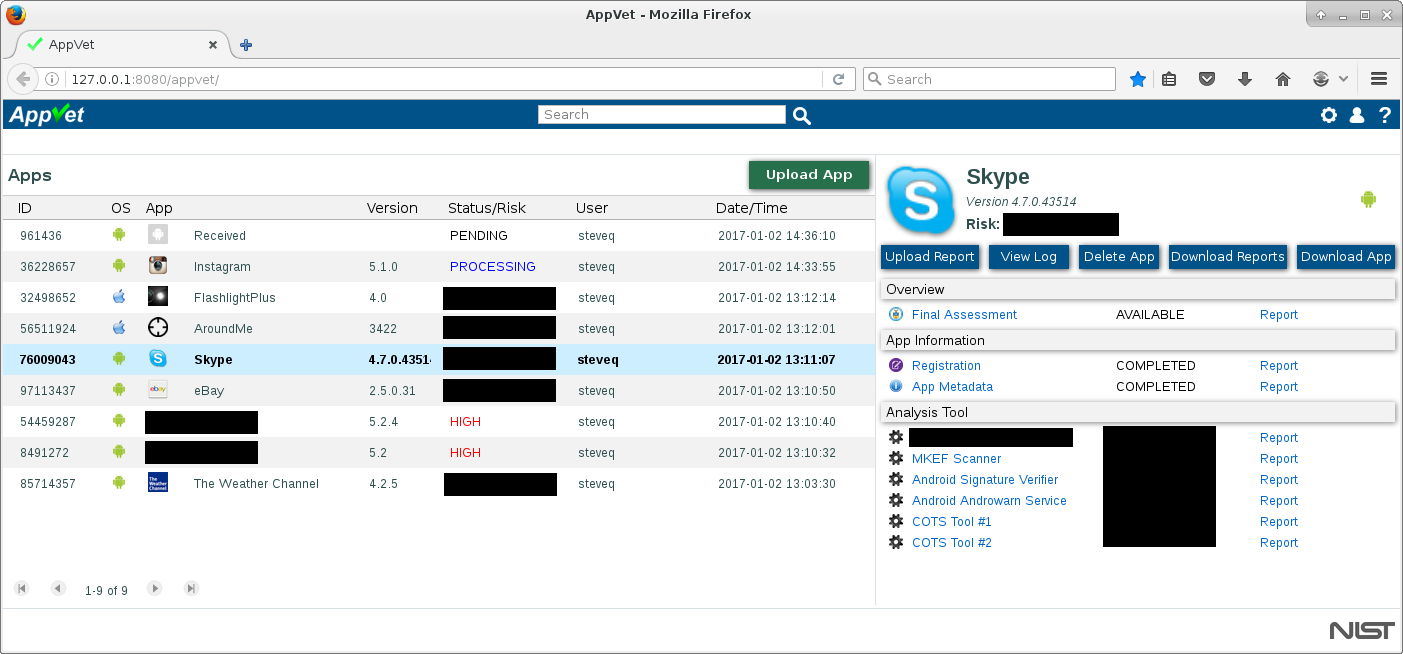 AppVet - Mozilla Firefox
AppVet
127.0.0.1:8080/appvet/
Search
AppVet
Search
?
Apps
Upload App
ID OS App Version Status/Risk User Date/Time
961436 Received PENDING steveq 2017-01-02 14:36:10
36228657 Instagram 5.1.0 PROCESSING steveq 2017-01-02 14:33:55
32498652 FlashlightPlus 4.0 steveq 2017-01-02 13:12:14
56511924 AroundMe 3422 steveq 2017-01-02 13:12:01
76009043 Skype 4.7.0.4351 steveq 2017-01-02 13:11:07
97113437 ebay eBay 2.5.0.31 steveq 2017-01-02 13:10:50
54459287 5.2.4 HIGH steveq 2017-01-02 13:10:40
8491272 5.2 HIGH steveq 2017-01-02 13:10:32
85714357 The Weather Channel The Weather Channel 4.2.5 steveq 2017-01-02 13:03:30
1-9 of 9
Skype
Version 4.7.0.43514
Risk:
Upload Report View Log Delete App Download Reports Download App
Overview
Final Assessment AVAILABLE Report
App Information
Registration COMPLETED Report
App Metadata COMPLETED Report
Analysis Tool
Report
MKEF Scanner Report
Android Signature Verifier Report
Android Androwarn Service Report
COTS Tool #1 Report
COTS Tool #2 Report
NIST